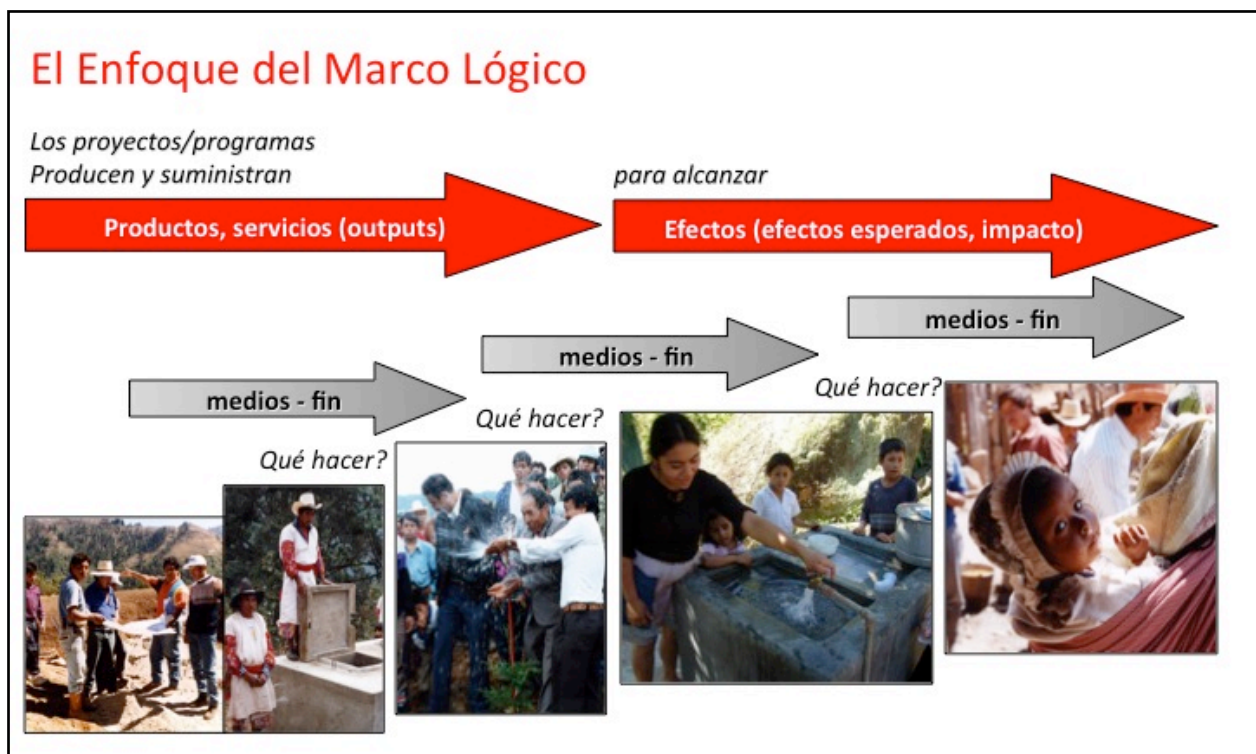 El Enfoque del Marco Lógico
Los proyectos/programas
Producen y suministran
para alcanzar
Productos, servicios (outputs)
Efectos (efectos esperados, impacto)
medios - fin
medios - fin
medios - fin
Qué hacer?
Qué hacer?
Qué hacer?